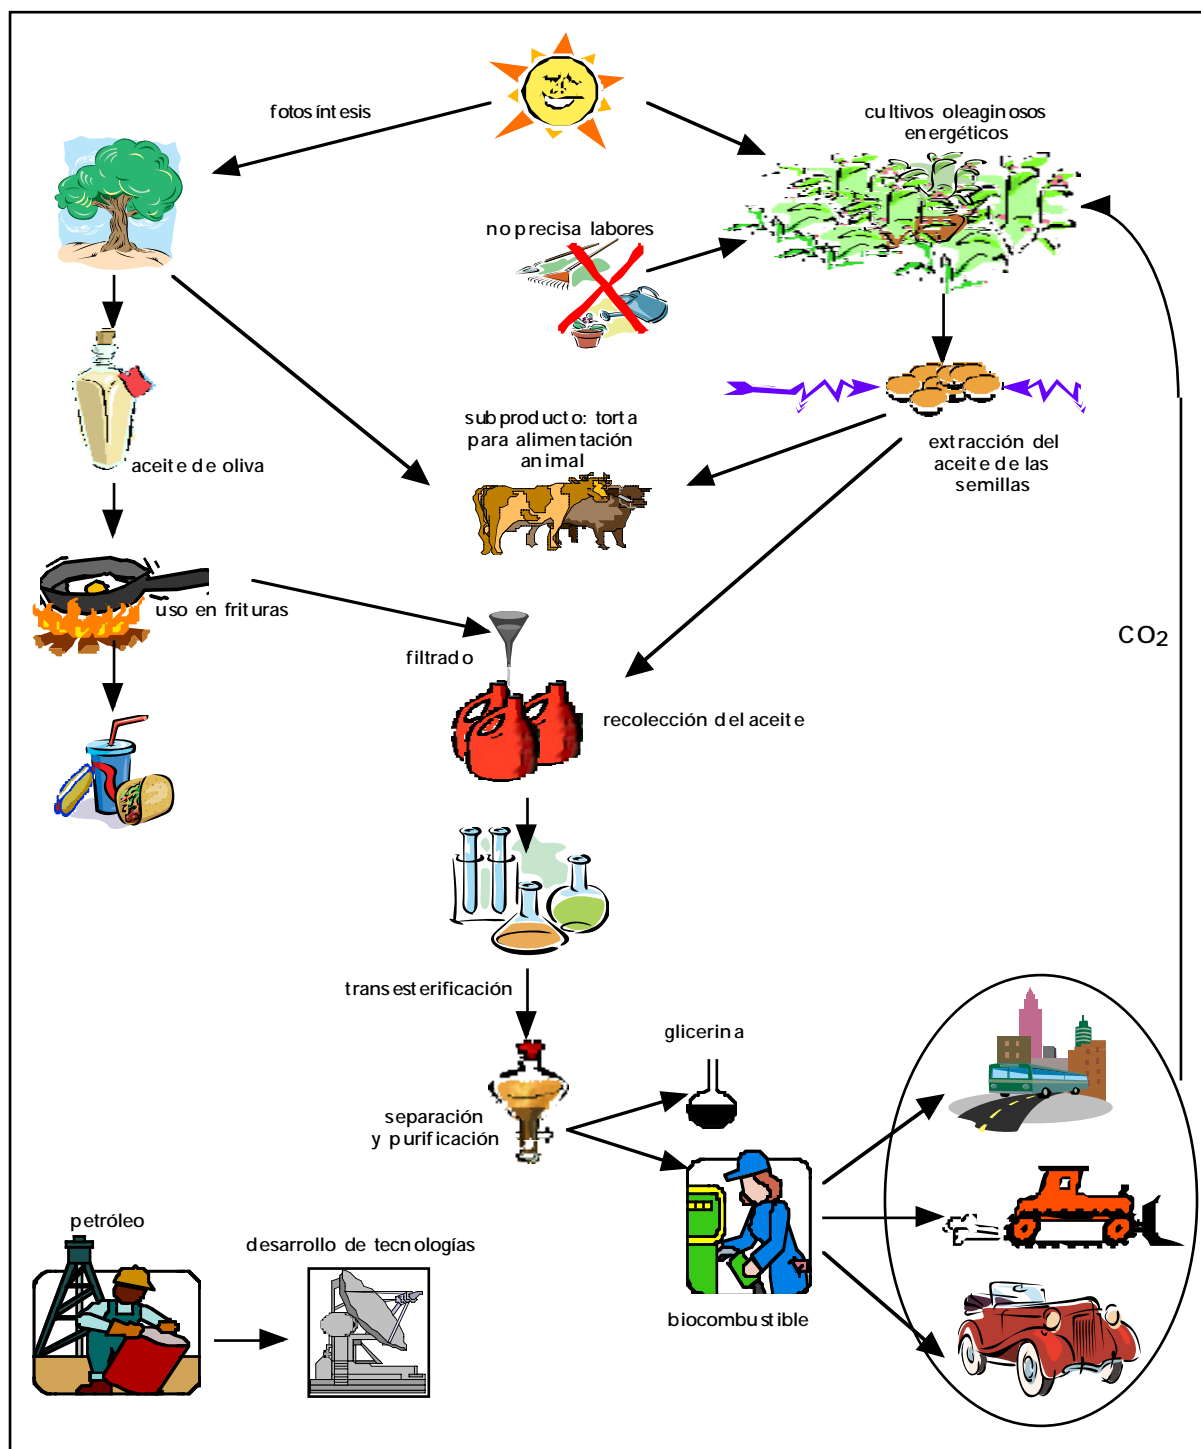 fotosíntesis
cultivos oleaginosos
energéticos
no precisa labores
subproducto: torta
para alimentación
animal
extracción del
aceite de las
semillas
aceite de oliva
uso en frituras
filtrado
CO2
recolección del aceite
transesterificación
glicerina
separación
y purificación
petróleo
desarrollo de tecnologías
biocombustible